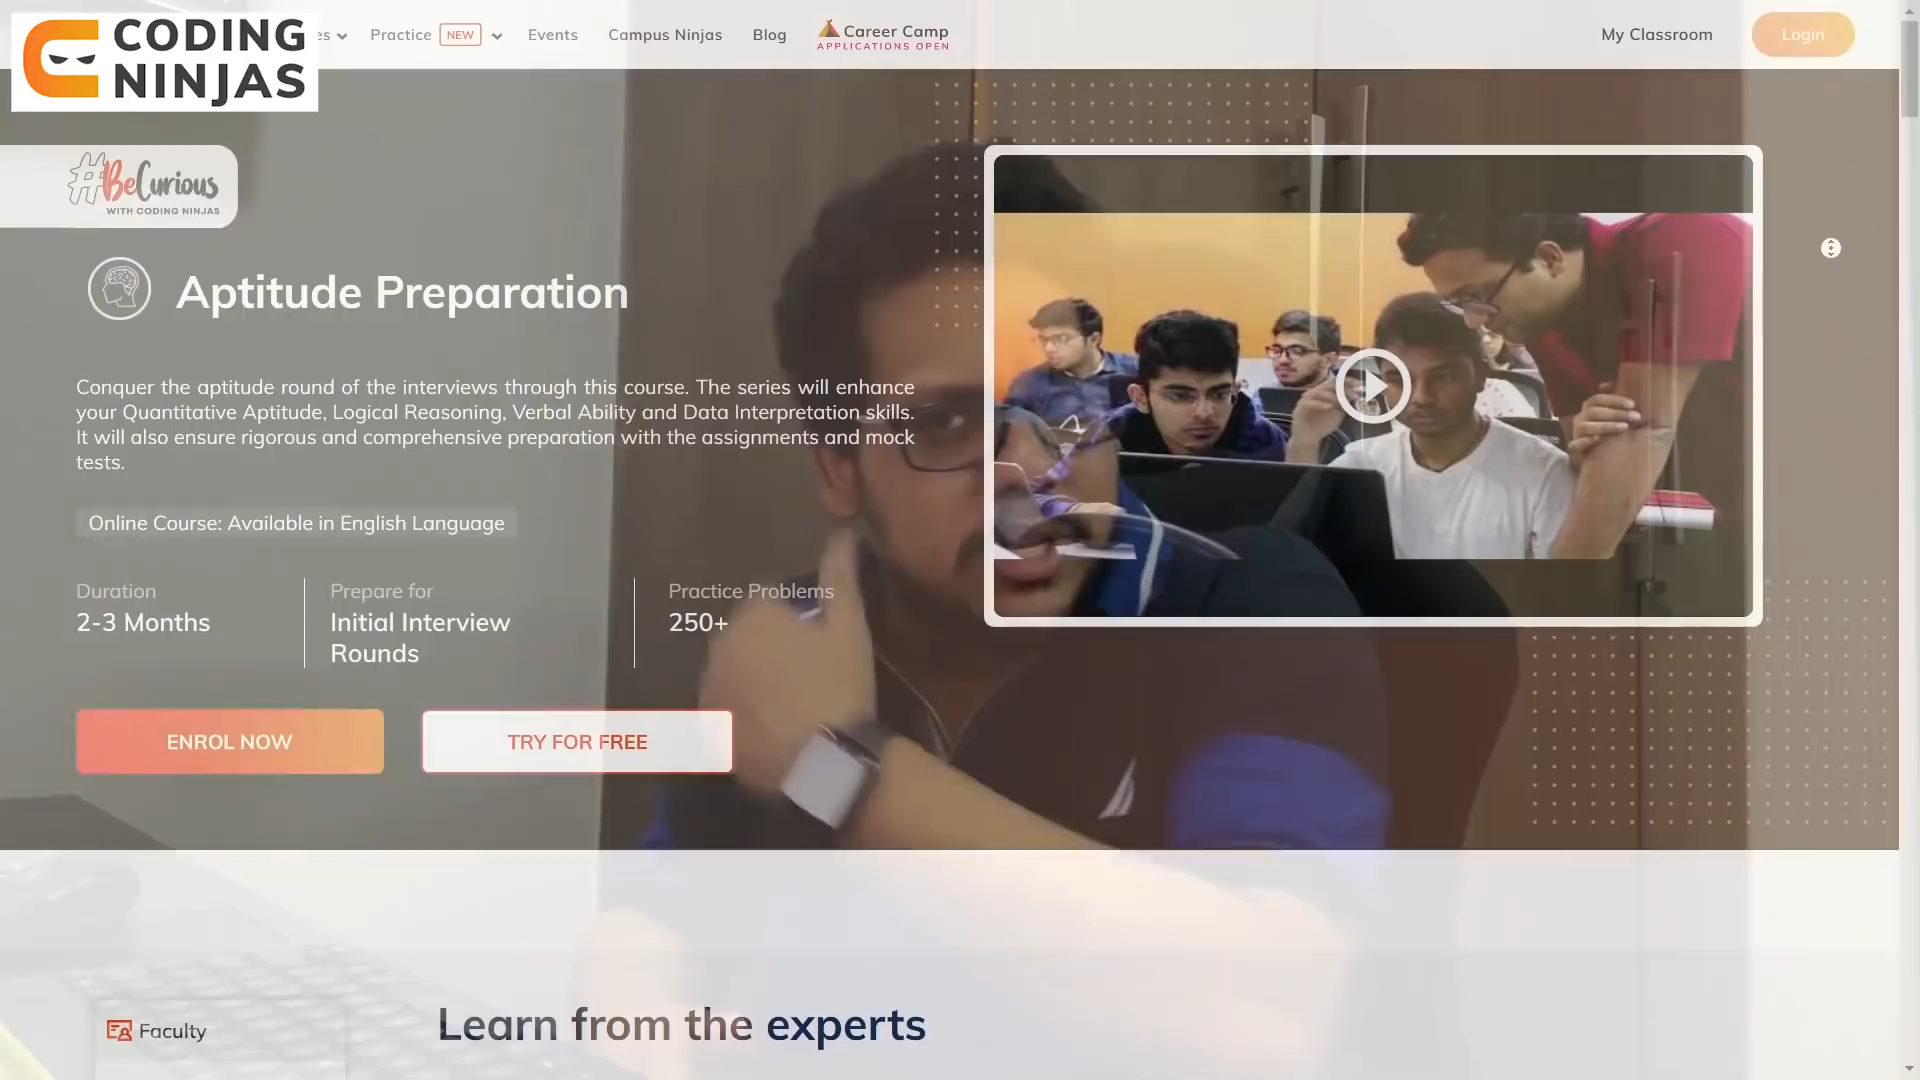 CODING
NINJAS
es
Practice NEW
Events
Campus Ninjas
Blog
Career Camp
APPLICATIONS OPEN
My Classroom
Login
#BeCurious
WITH CODING NINJAS
Aptitude Preparation
Conquer the aptitude round of the interviews through this course. The series will enhance
your Quantitative Aptitude, Logical Reasoning, Verbal Ability and Data Interpretation skills.
It will also ensure rigorous and comprehensive preparation with the assignments and mock
tests.
Online Course: Available in English Language
Duration
2-3 Months
Prepare for
Initial Interview
Rounds
Practice Problems
250+
ENROL NOW
TRY FOR FREE
Faculty
Learn from the experts